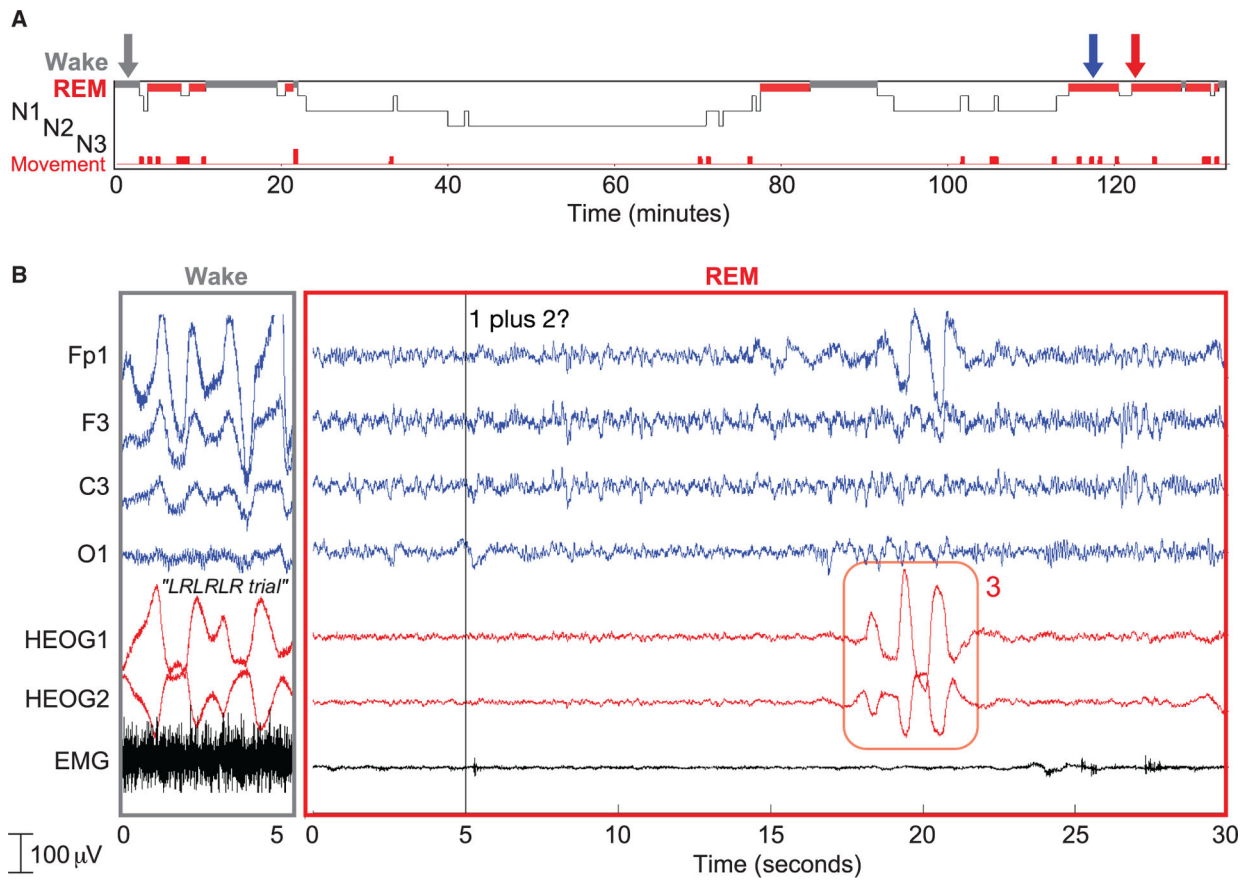 A
Wake
REM
N1
N2
N3
Movement
0 20 40 60 80 100 120
Time (minutes)
B
Wake REM
1 plus 2?
Fp1
F3
C3
O1
"LRLRLR trial"
3
HEOG1
HEOG2
EMG
0 5 0 5 10 15 20 25 30
100 μV
Time (seconds)